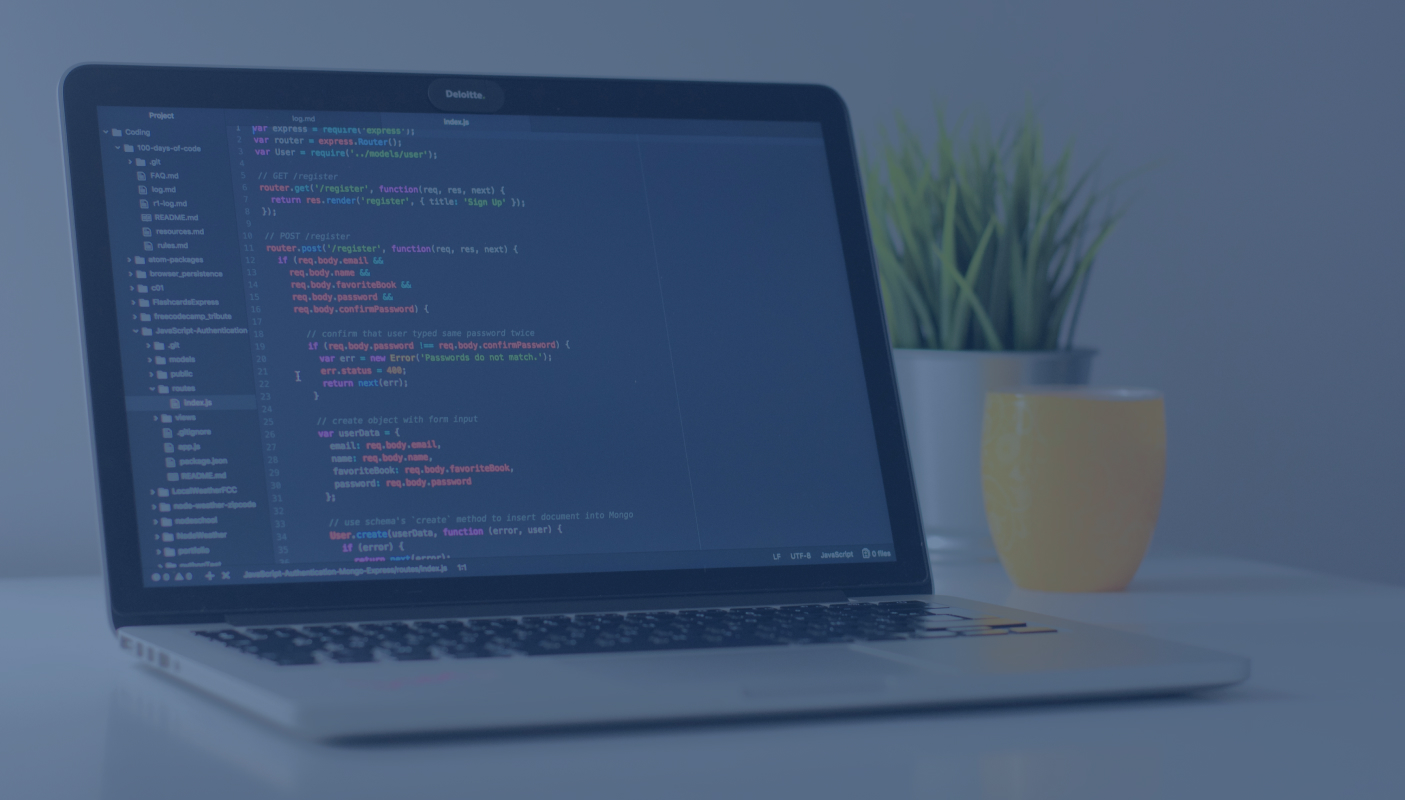 Deloitte.
Project
Coding
100-days-of-code
.git
FAQ.md
log.md
r1-log.md
README.md
resources.md
rules.md
atom-packages
browser_persistence
c01
FlashcardsExpress
freecodecamp_tribute
JavaScript-Authentication
.git
models
public
routes
index.js
views
.gitignore
app.js
package.json
README.md
LocalWeatherFCC
node-weather-zipcode
nodeschool
NodeWeather
portfolio
log.md
index.js
1 var express = require('express');
2 var router = express.Router();
3 var User = require('../models/user');
4
5 // GET /register
6 router.get('/register', function(req, res, next) {
7 return res.render('register', { title: 'Sign Up' });
8 });
9
10 // POST /register
11 router.post('/register', function(req, res, next) {
12 if (req.body.email &&
13 req.body.name &&
14 req.body.favoriteBook &&
15 req.body.password &&
16 req.body.confirmPassword) {
17
18 // confirm that user typed same password twice
19 if (req.body.password !== req.body.confirmPassword) {
20 var err = new Error('Passwords do not match.');
21 err.status = 400;
22 return next(err);
23 }
24
25 // create object with form input
26 var userData = {
27 email: req.body.email,
28 name: req.body.name,
29 favoriteBook: req.body.favoriteBook,
30 password: req.body.password
31 };
32
33 // use schema's `create` method to insert document into Mongo
34 User.create(userData, function (error, user) {
35 if (error) {
36 return next(error);
0 0 JavaScript-Authentication-Mongo-Express/routes/index.js 1:1 LF UTF-8 JavaScript 0 files